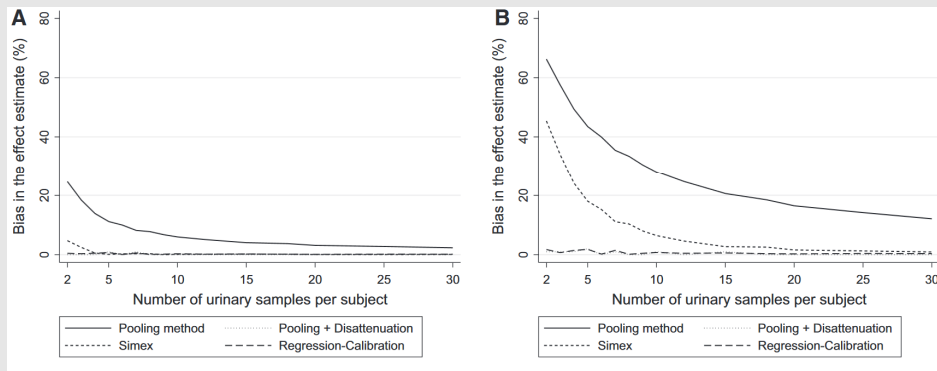 A
Bias in the effect estimate (%)
80
60
40
20
0
2 5 10 15 20 25 30
Number of urinary samples per subject
Pooling method Pooling + Disattenuation
Simex Regression-Calibration
B
Bias in the effect estimate (%)
80
60
40
20
0
2 5 10 15 20 25 30
Number of urinary samples per subject
Pooling method Pooling + Disattenuation
Simex Regression-Calibration